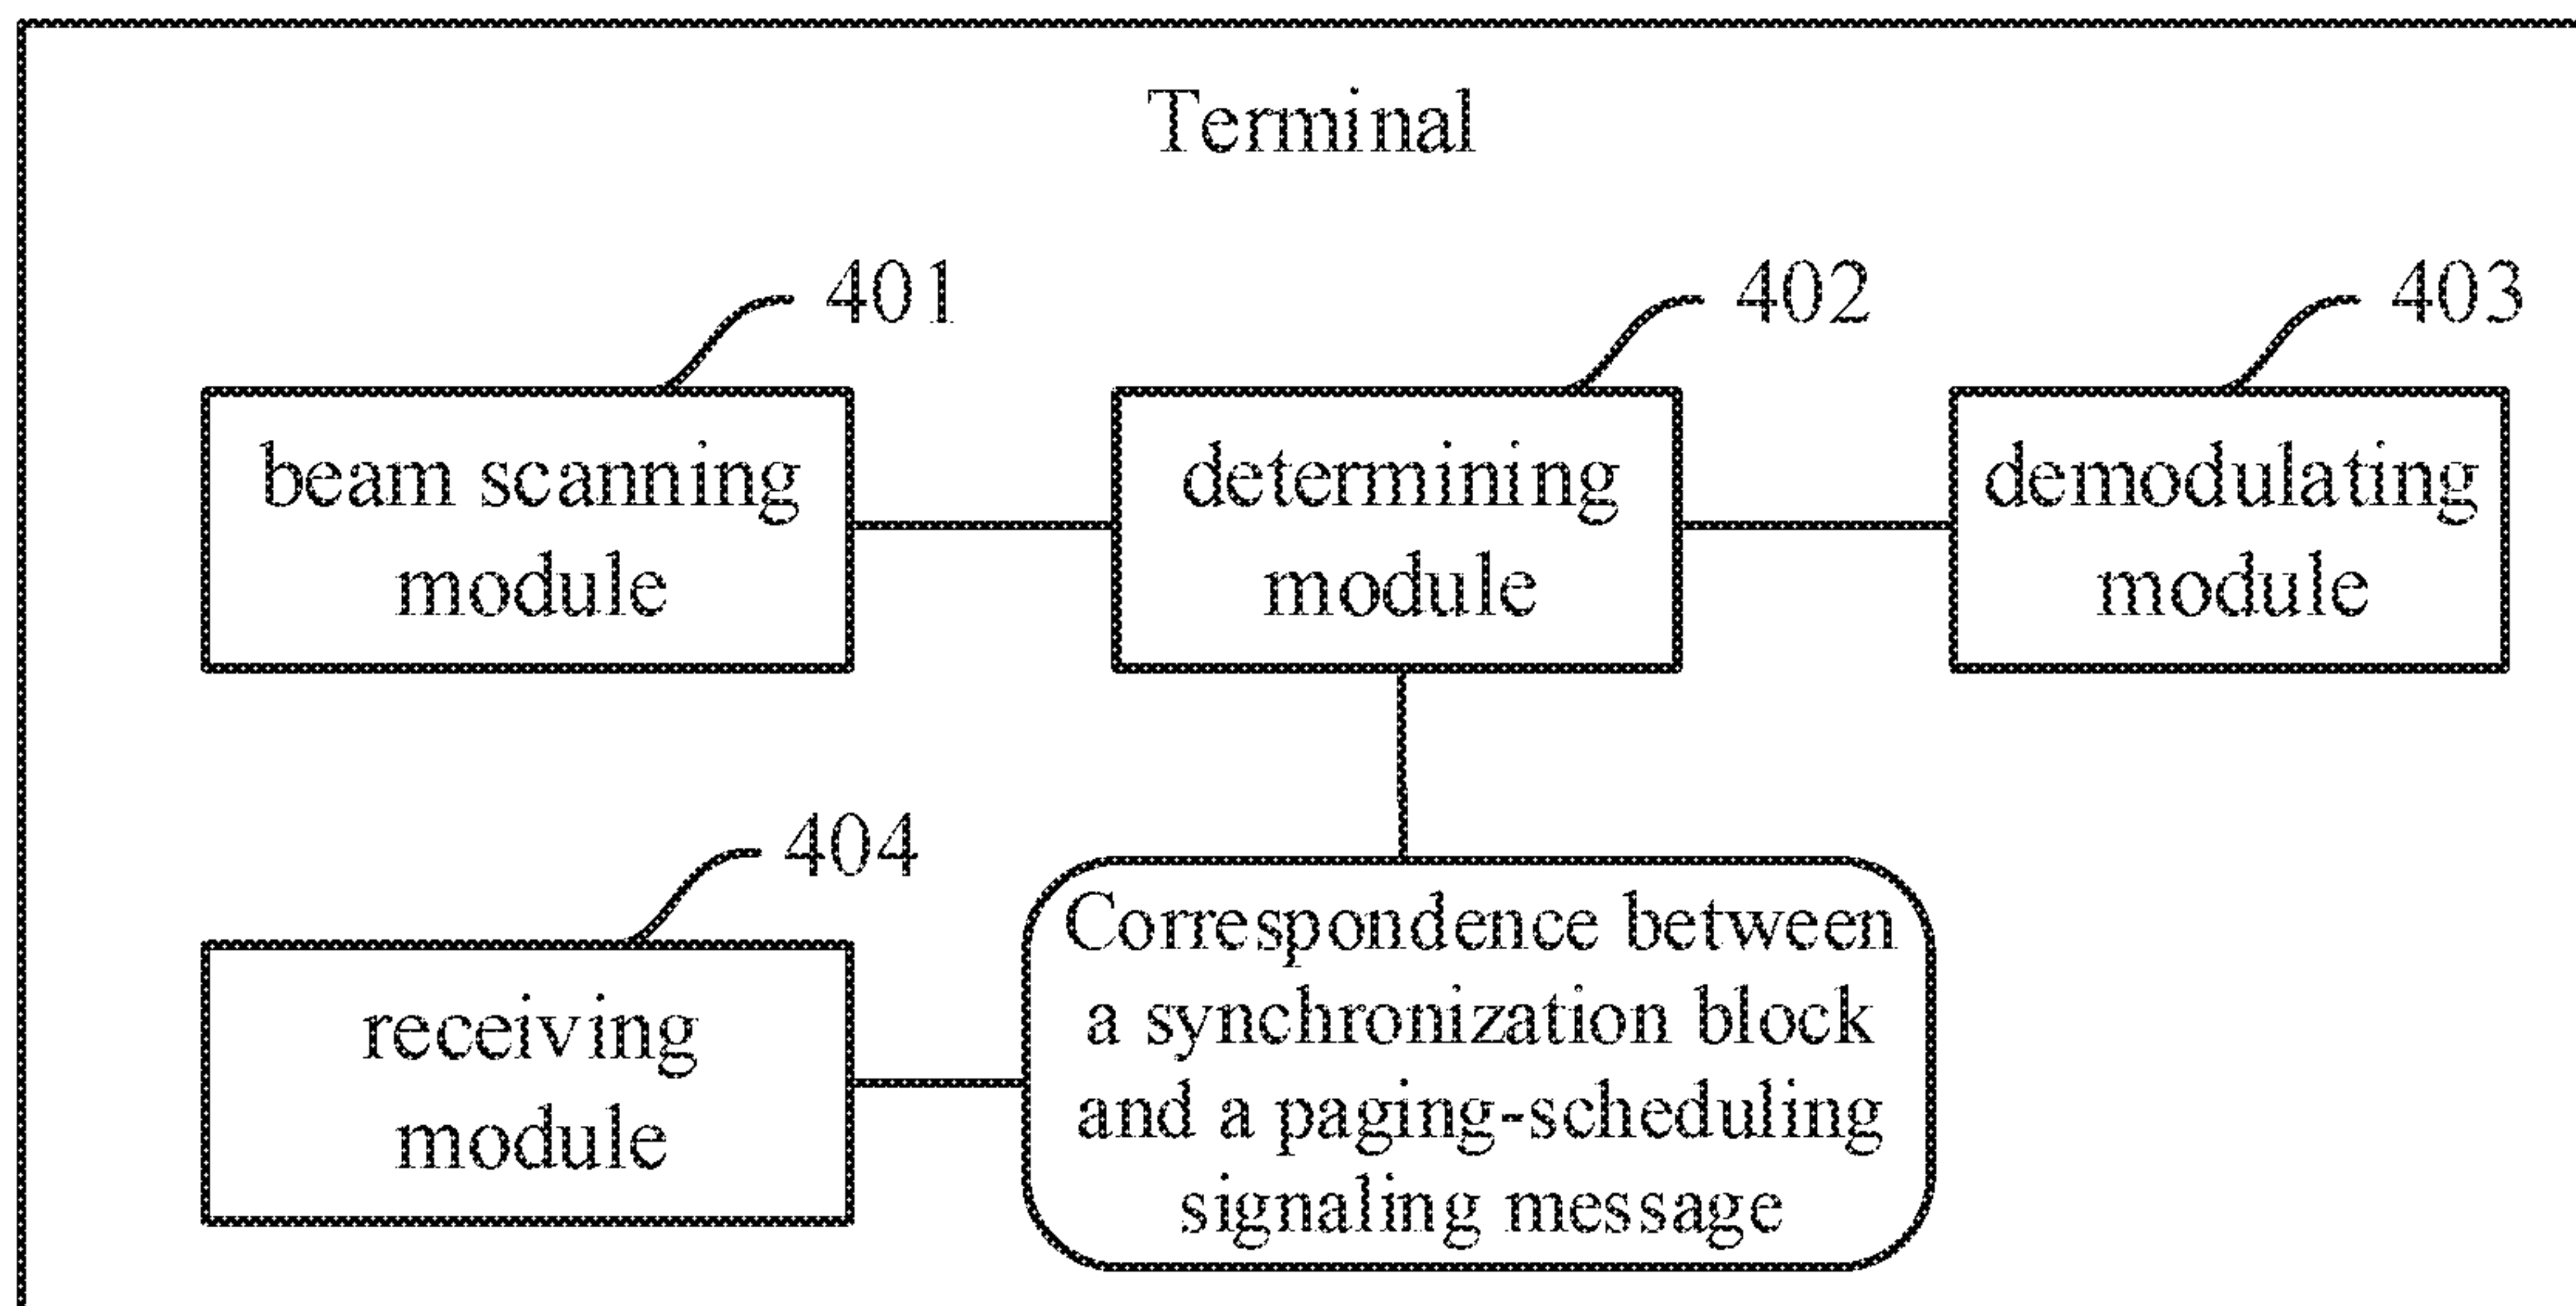 Terminal
401
402
403
beam scanning
module
determining
module
demodulating
module
404
receiving
module
Correspondence between
a synchronization block
and a paging-scheduling
signaling message